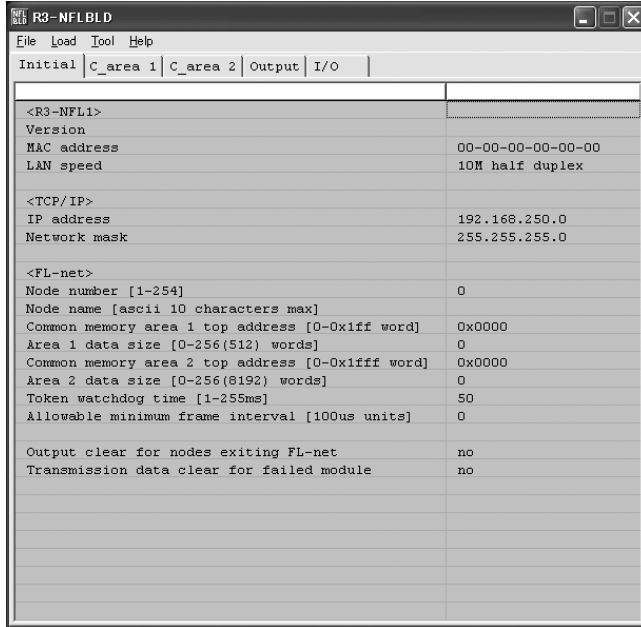 NFL BLD R3-NFLBLD
File Load Tool Help
Initial C_area 1 C_area 2 Output I/O
<R3-NFL1>
Version
MAC address 00-00-00-00-00-00
LAN speed 10M half duplex
<TCP/IP>
IP address 192.168.250.0
Network mask 255.255.255.0
<FL-net>
Node number [1-254] 0
Node name [ascii 10 characters max]
Common memory area 1 top address [0-0x1ff word] 0x0000
Area 1 data size [0-256(512) words] 0
Common memory area 2 top address [0-0x1fff word] 0x0000
Area 2 data size [0-256(8192) words] 0
Token watchdog time [1-255ms] 50
Allowable minimum frame interval [100us units] 0
Output clear for nodes exiting FL-net no
Transmission data clear for failed module no